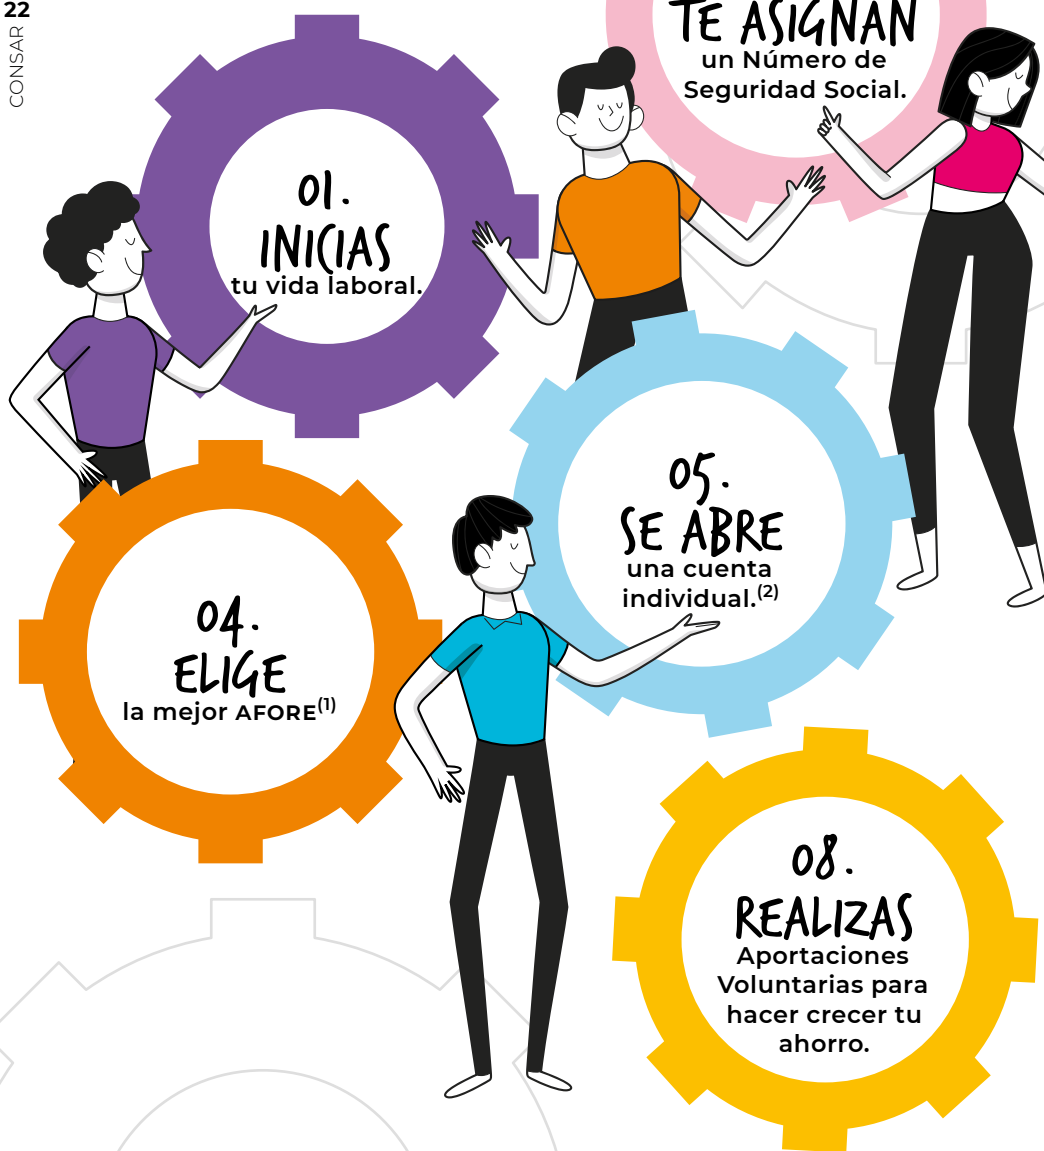 22
CONSAR
TE ASIGNAN
un Número de
Seguridad Social.
01.
INICIAS
tu vida laboral.
05.
SE ABRE
una cuenta
individual.(2)
04.
ELIGE
la mejor AFORE(1)
08.
REALIZAS
Aportaciones
Voluntarias para
hacer crecer tu
ahorro.